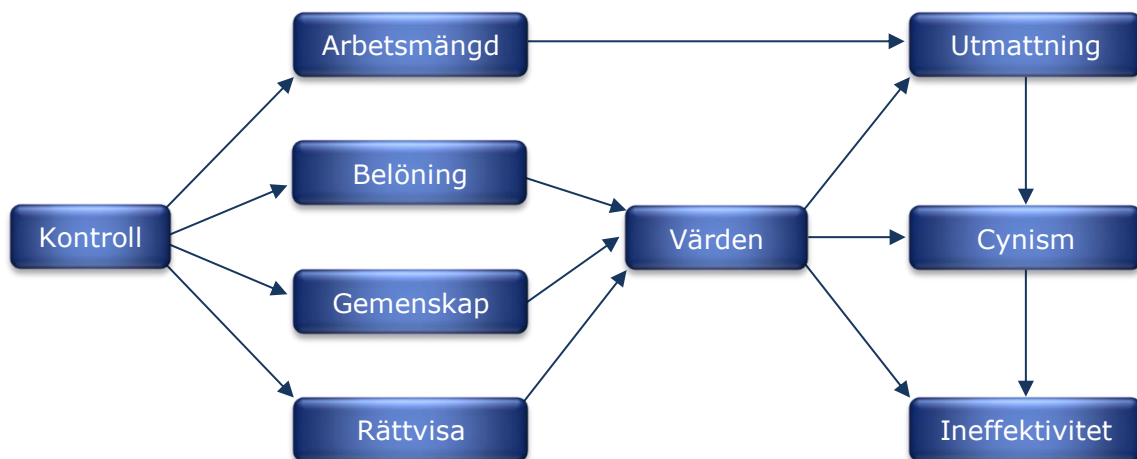 Arbetsmängd
Utmattning
Belöning
Kontroll
Värden
Cynism
Gemenskap
Rättvisa
Ineffektivitet